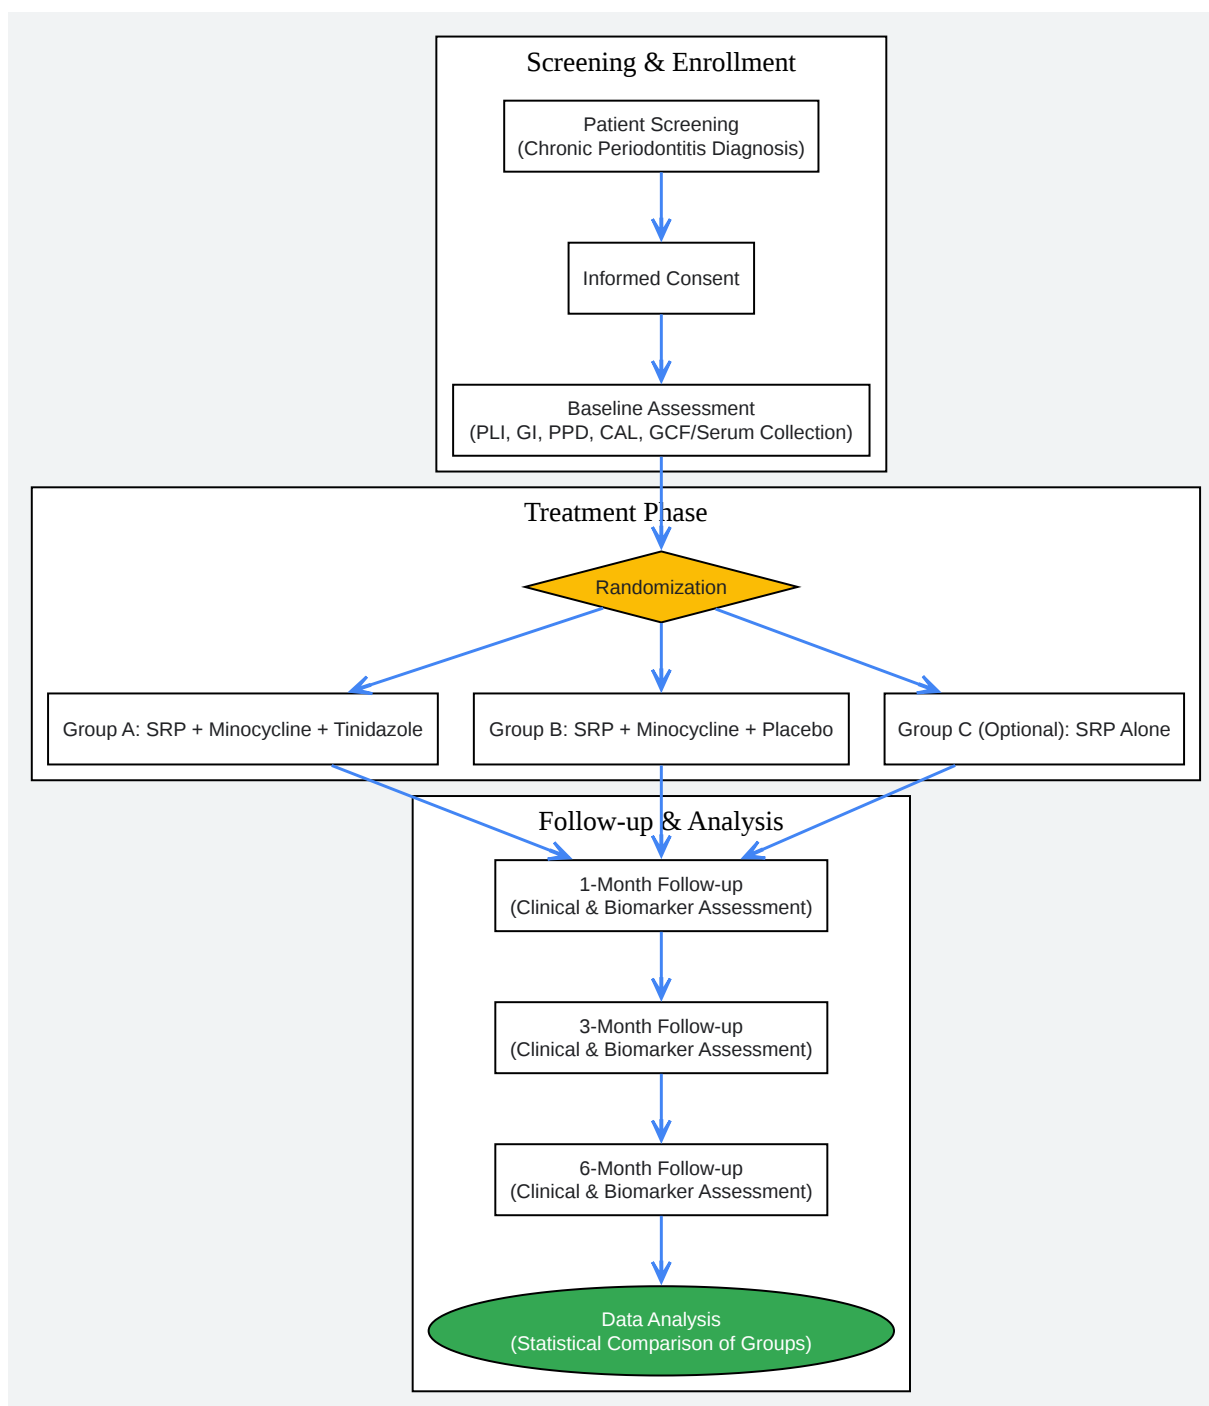 Screening & Enrollment
Patient Screening
(Chronic Periodontitis Diagnosis)
Informed Consent
Baseline Assessment
(PLI, GI, PPD, CAL, GCF/Serum Collection)
Treatment Phase
Randomization
Group A: SRP + Minocycline + Tinidazole
Group B: SRP + Minocycline + Placebo
Group C (Optional): SRP Alone
Follow-up & Analysis
1-Month Follow-up
(Clinical & Biomarker Assessment)
3-Month Follow-up
(Clinical & Biomarker Assessment)
6-Month Follow-up
(Clinical & Biomarker Assessment)
Data Analysis
(Statistical Comparison of Groups)